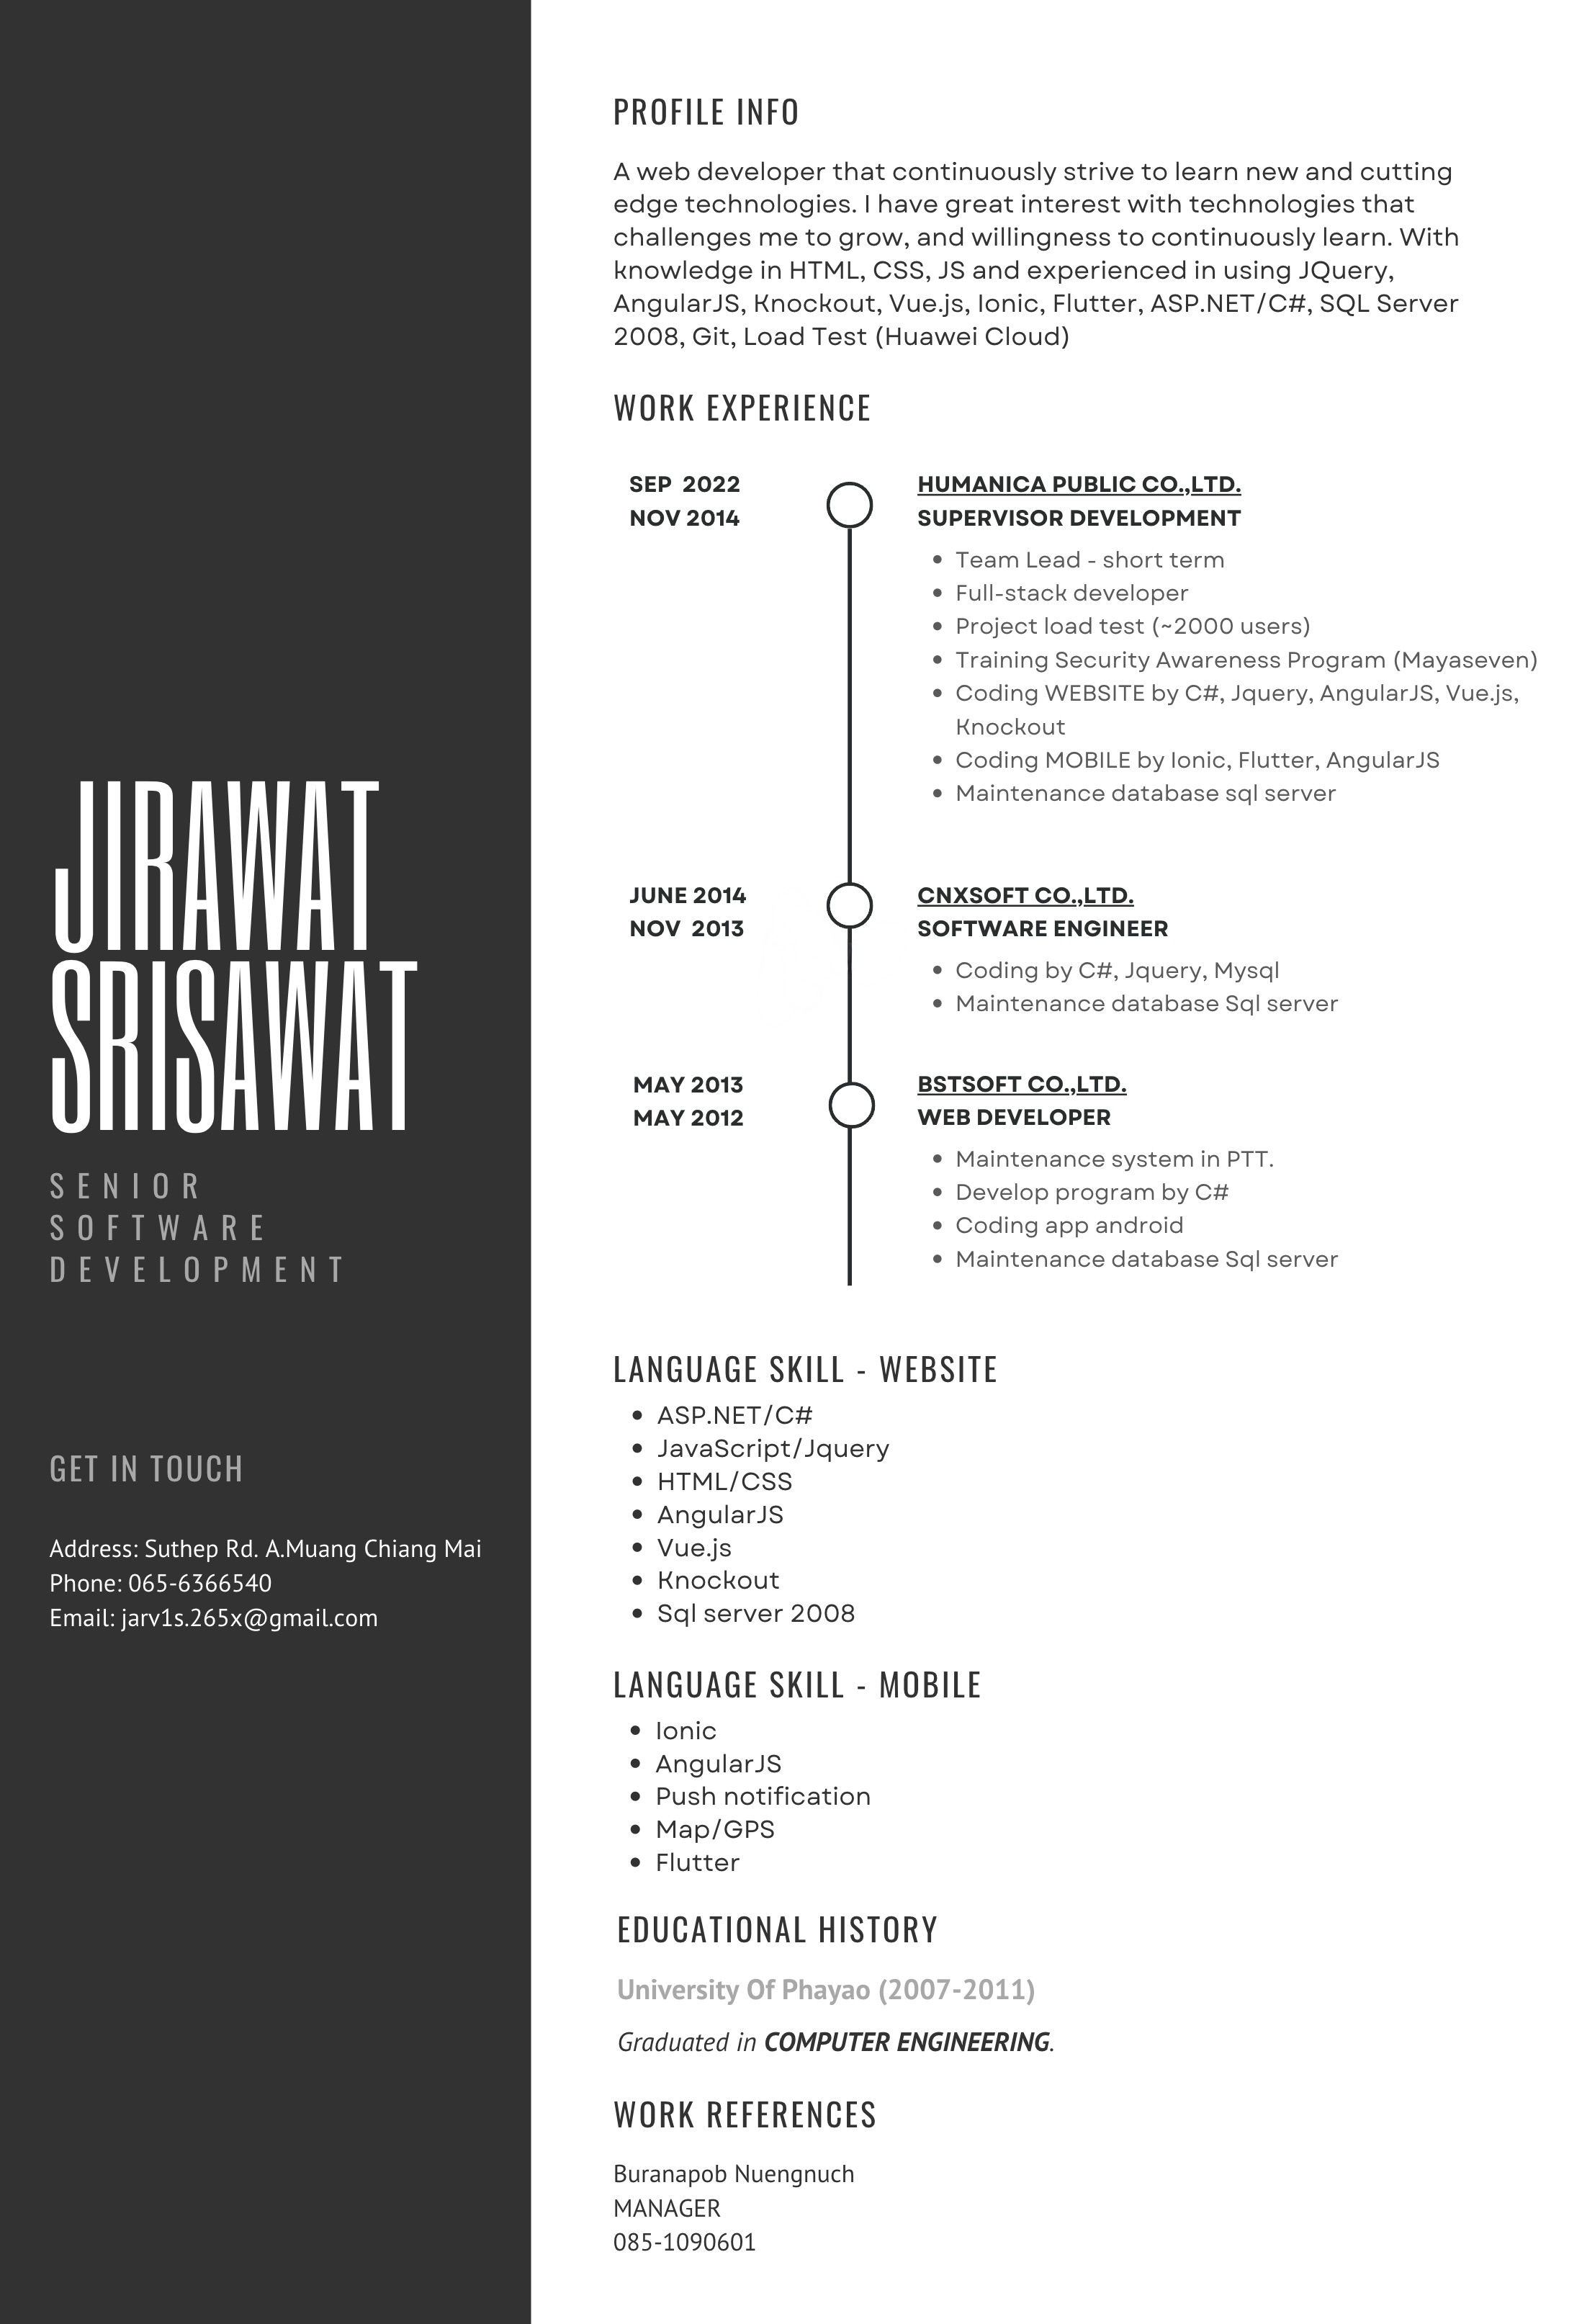 JIRAWAT
SRISAWAT
SENIOR
SOFTWARE
DEVELOPMENT
GET IN TOUCH
Address: Suthep Rd. A.Muang Chiang Mai
Phone: 065-6366540
Email: jarv1s.265x@gmail.com
PROFILE INFO
A web developer that continuously strive to learn new and cutting
edge technologies. I have great interest with technologies that
challenges me to grow, and willingness to continuously learn. With
knowledge in HTML, CSS, JS and experienced in using JQuery,
AngularJS, Knockout, Vue.js, Ionic, Flutter, ASP.NET/C#, SQL Server
2008, Git, Load Test (Huawei Cloud)
WORK EXPERIENCE
SEP 2022
NOV 2014
HUMANICA PUBLIC CO.,LTD.
SUPERVISOR DEVELOPMENT
• Team Lead - short term
• Full-stack developer
• Project load test (~2000 users)
• Training Security Awareness Program (Mayaseven)
• Coding WEBSITE by C#, Jquery, AngularJS, Vue.js,
Knockout
• Coding MOBILE by Ionic, Flutter, AngularJS
• Maintenance database sql server
JUNE 2014
NOV 2013
CNXSOFT CO.,LTD.
SOFTWARE ENGINEER
• Coding by C#, Jquery, Mysql
• Maintenance database Sql server
MAY 2013
MAY 2012
BSTSOFT CO.,LTD.
WEB DEVELOPER
• Maintenance system in PTT.
• Develop program by C#
• Coding app android
• Maintenance database Sql server
LANGUAGE SKILL - WEBSITE
• ASP.NET/C#
• JavaScript/Jquery
• HTML/CSS
• AngularJS
• Vue.js
• Knockout
• Sql server 2008
LANGUAGE SKILL - MOBILE
• Ionic
• AngularJS
• Push notification
• Map/GPS
• Flutter
EDUCATIONAL HISTORY
University Of Phayao (2007-2011)
Graduated in COMPUTER ENGINEERING.
WORK REFERENCES
Buranapob Nuengnuch
MANAGER
085-1090601